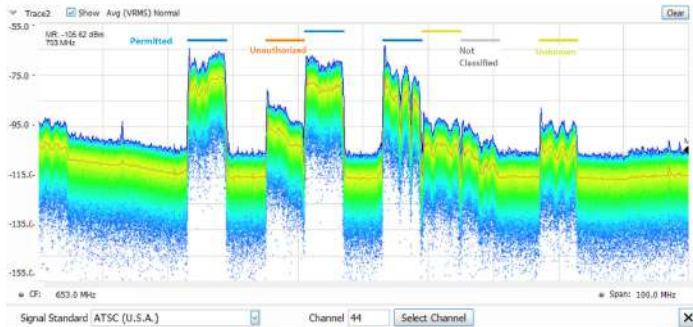 Trace2 Show Avg (VRMS) Normal Clear
-55.0
MR: -106.62 dBm
703 MHz
Permitted
Unauthorized
Not
Classified
Unknown
-75.0
-95.0
-115.0
-135.0
-155.0
CF: 653.0 MHz Span: 100.0 MHz
Signal Standard ATSC (U.S.A.) Channel 44 Select Channel